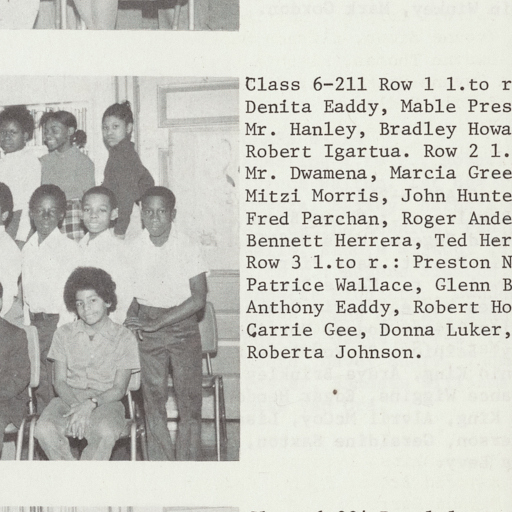 Class 6-211 Row 1 l.to r
Denita Eaddy, Mable Pres
Mr. Hanley, Bradley Howa
Robert Igartua. Row 2 l.
Mr. Dwamena, Marcia Gree
Mitzi Morris, John Hunte
Fred Parchan, Roger Ande
Bennett Herrera, Ted Her
Row 3 l.to r.: Preston N
Patrice Wallace, Glenn B
Anthony Eaddy, Robert Ho
Carrie Gee, Donna Luker,
Roberta Johnson.